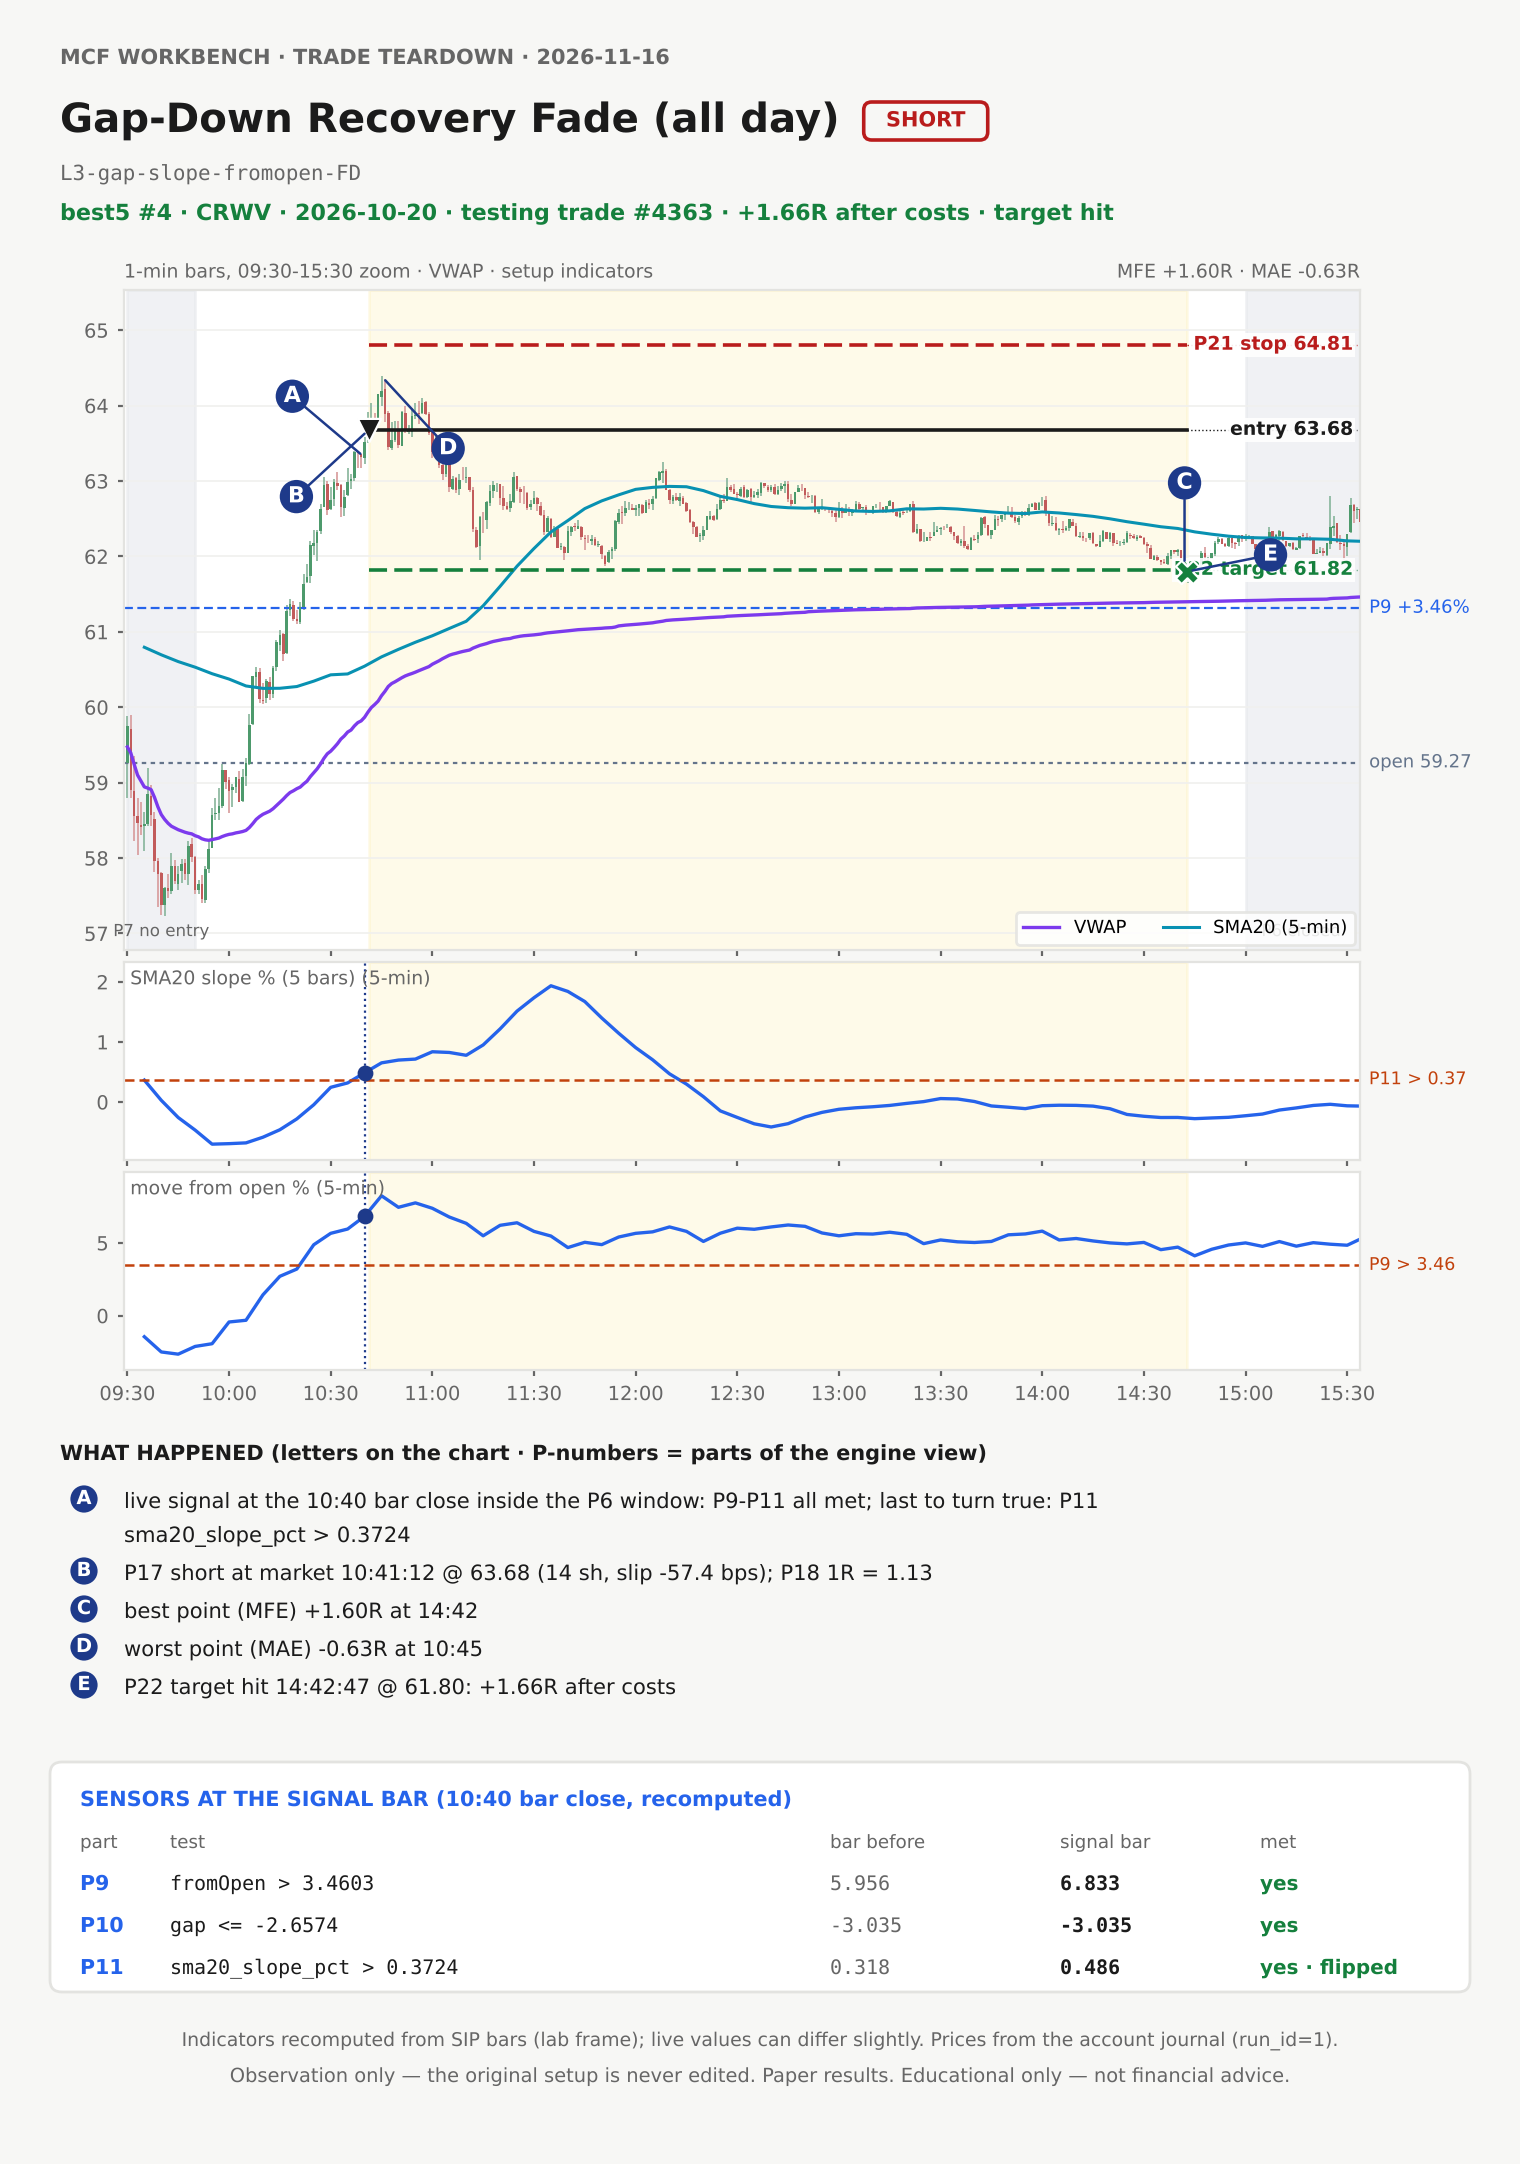 MCF WORKBENCH · TRADE TEARDOWN · 2026-11-16
Gap-Down Recovery Fade (all day) SHORT
L3-gap-slope-fromopen-FD
best5 #4 · CRWV · 2026-10-20 · testing trade #4363 · +1.66R after costs · target hit
1-min bars, 09:30-15:30 zoom · VWAP · setup indicators MFE +1.60R · MAE -0.63R
65
P21 stop 64.81
64
A
entry 63.68
D
63
C
B
62
E
target 61.82
P9 +3.46%
61
60
open 59.27
59
58
57
P7 no entry
VWAP SMA20 (5-min)
SMA20 slope % (5 bars) (5-min)
2
1
P11 > 0.37
0
move from open % (5-min)
5
P9 > 3.46
0
09:30 10:00 10:30 11:00 11:30 12:00 12:30 13:00 13:30 14:00 14:30 15:00 15:30
WHAT HAPPENED (letters on the chart · P-numbers = parts of the engine view)
A live signal at the 10:40 bar close inside the P6 window: P9-P11 all met; last to turn true: P11
sma20_slope_pct > 0.3724
B P17 short at market 10:41:12 @ 63.68 (14 sh, slip -57.4 bps); P18 1R = 1.13
C best point (MFE) +1.60R at 14:42
D worst point (MAE) -0.63R at 10:45
E P22 target hit 14:42:47 @ 61.80: +1.66R after costs
SENSORS AT THE SIGNAL BAR (10:40 bar close, recomputed)
part test bar before signal bar met
P9 fromOpen > 3.4603 5.956 6.833 yes
P10 gap <= -2.6574 -3.035 -3.035 yes
P11 sma20_slope_pct > 0.3724 0.318 0.486 yes · flipped
Indicators recomputed from SIP bars (lab frame); live values can differ slightly. Prices from the account journal (run_id=1).
Observation only — the original setup is never edited. Paper results. Educational only — not financial advice.